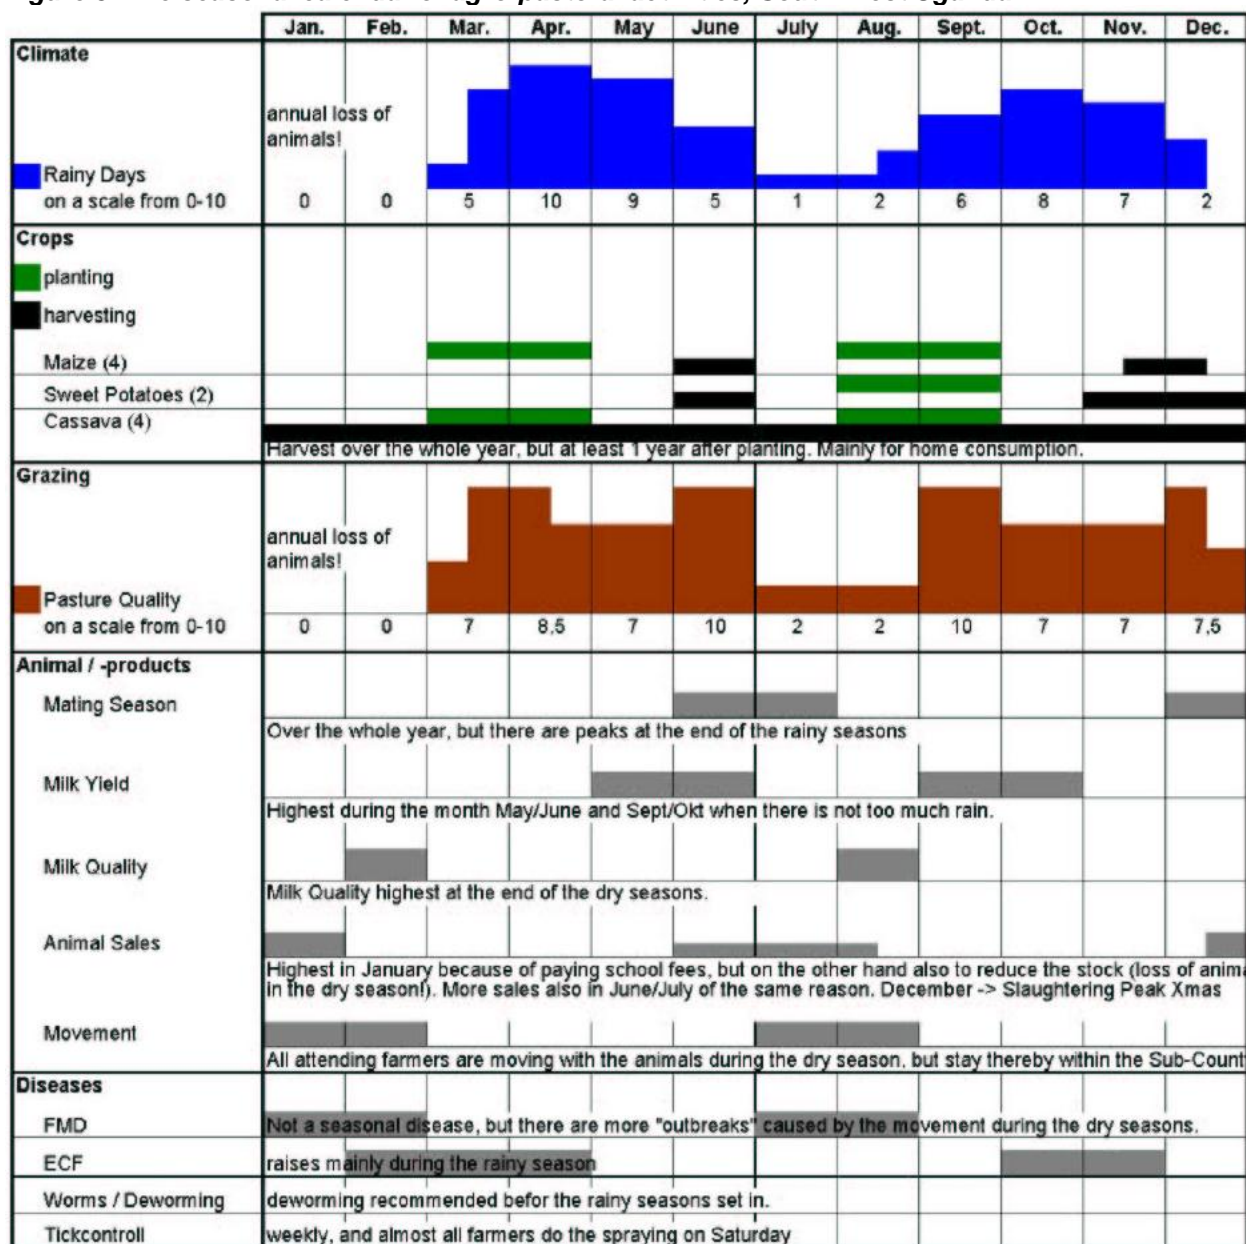 Jan. Feb. Mar. Apr. May June July Aug. Sept. Oct. Nov. Dec.
Climate
annual loss of
animals!
Rainy Days
on a scale from 0-10 0 0 5 10 9 5 1 2 6 8 7 2
Crops
planting
harvesting
Maize (4)
Sweet Potatoes (2)
Cassava (4)
Harvest over the whole year, but at least 1 year after planting. Mainly for home consumption.
Grazing
annual loss of
animals!
Pasture Quality
on a scale from 0-10 0 0 7 8,5 7 10 2 2 10 7 7 7,5
Animal / -products
Mating Season
Over the whole year, but there are peaks at the end of the rainy seasons
Milk Yield
Highest during the month May/June and Sept/Okt when there is not too much rain.
Milk Quality
Milk Quality highest at the end of the dry seasons.
Animal Sales
Highest in January because of paying school fees, but on the other hand also to reduce the stock (loss of anima
in the dry season!). More sales also in June/July of the same reason. December -> Slaughtering Peak Xmas
Movement
All attending farmers are moving with the animals during the dry season, but stay thereby within the Sub-Count
Diseases
FMD Not a seasonal disease, but there are more "outbreaks" caused by the movement during the dry seasons.
ECF raises mainly during the rainy season
Worms / Deworming deworming recommended befor the rainy seasons set in.
Tickcontroll weekly, and almost all farmers do the spraying on Saturday